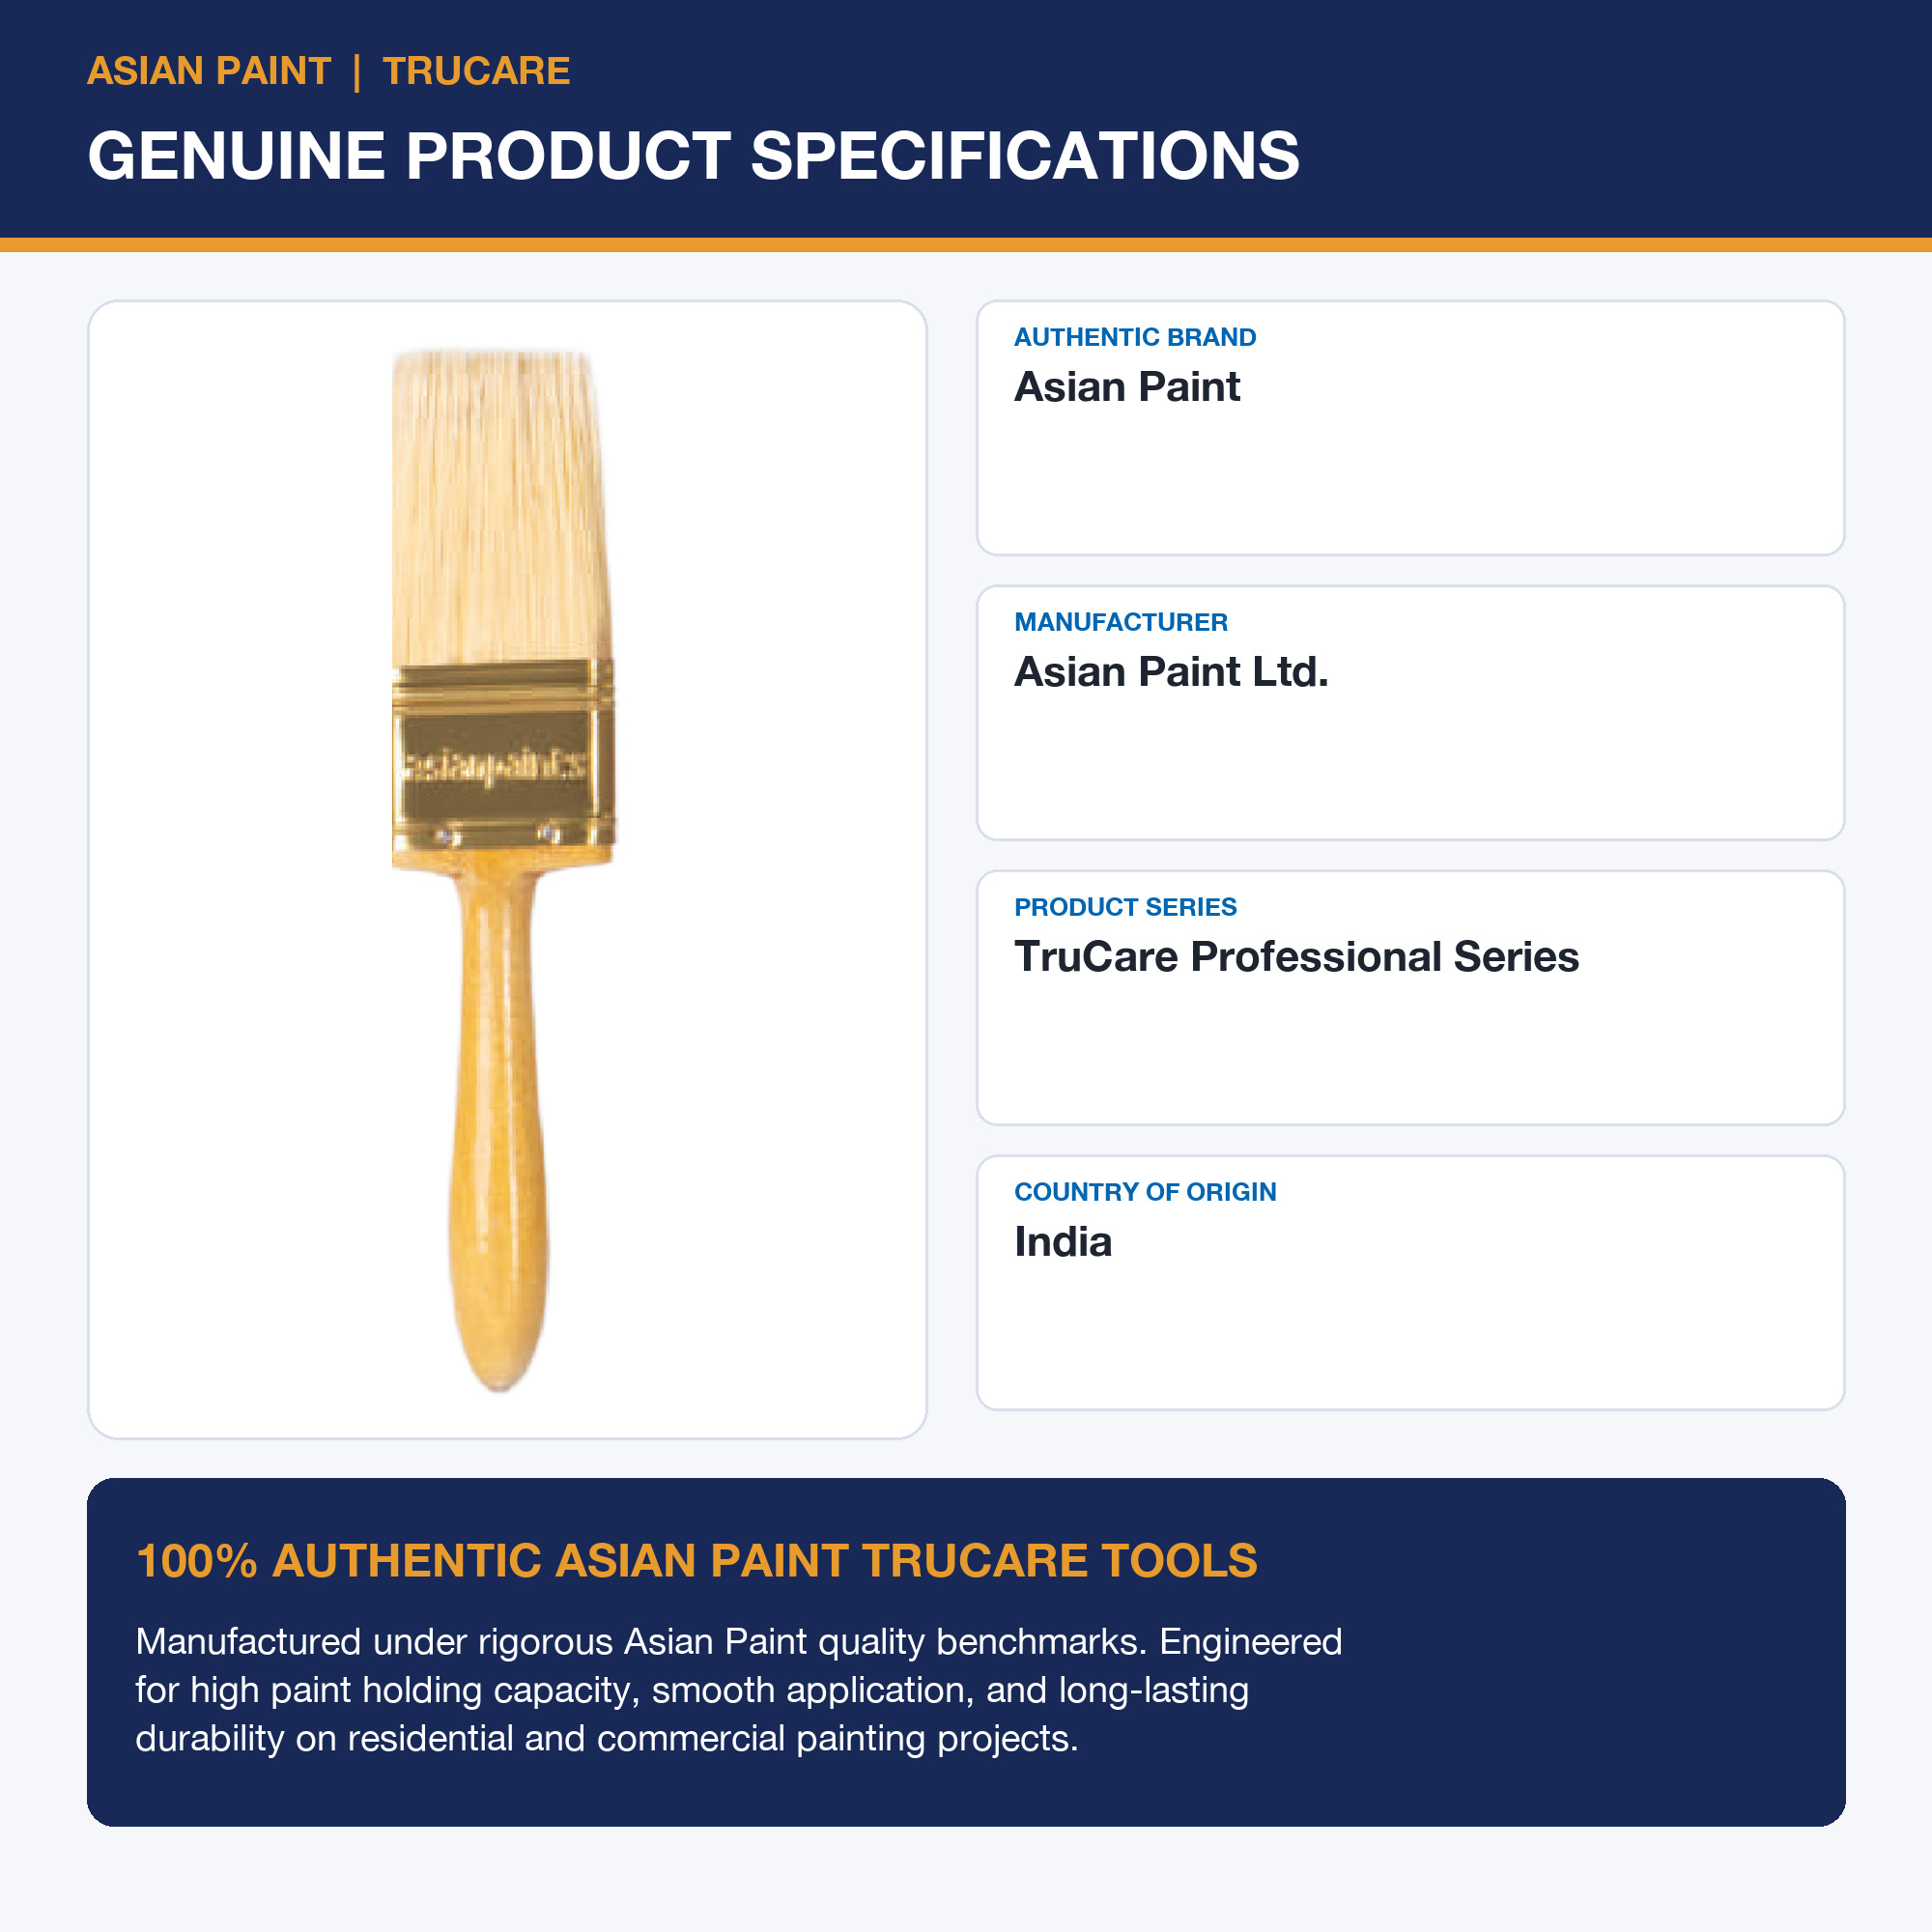 ASIAN PAINT | TRUCARE
GENUINE PRODUCT SPECIFICATIONS
asianpaints
AUTHENTIC BRAND
Asian Paint
MANUFACTURER
Asian Paint Ltd.
PRODUCT SERIES
TruCare Professional Series
COUNTRY OF ORIGIN
India
100% AUTHENTIC ASIAN PAINT TRUCARE TOOLS
Manufactured under rigorous Asian Paint quality benchmarks. Engineered
for high paint holding capacity, smooth application, and long-lasting
durability on residential and commercial painting projects.